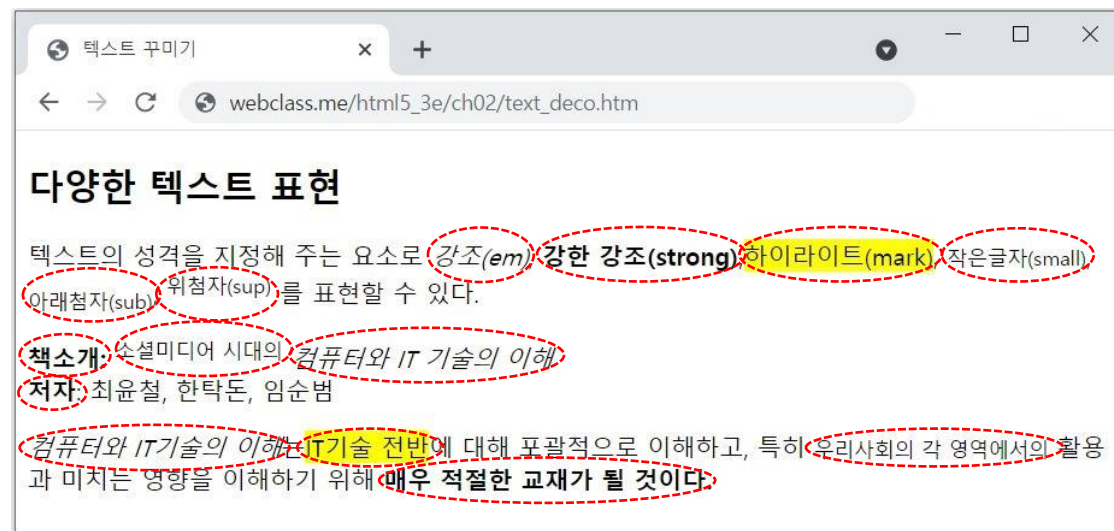 텍스트 꾸미기
webclass.me/html5_3e/ch02/text_deco.htm
다양한 텍스트 표현
텍스트의 성격을 지정해 주는 요소로 강조(em), 강한 강조(strong), 하이라이트(mark), 작은글자(small),
아래첨자(sub), 위첨자(sup)를 표현할 수 있다.
책소개: 소셜미디어 시대의 컴퓨터와 IT 기술의 이해
저자: 최윤철, 한탁돈, 임순범
컴퓨터와 IT기술의 이해는 IT기술 전반에 대해 포괄적으로 이해하고, 특히 우리사회의 각 영역에서의 활용
과 미치는 영향을 이해하기 위해 매우 적절한 교재가 될 것이다.